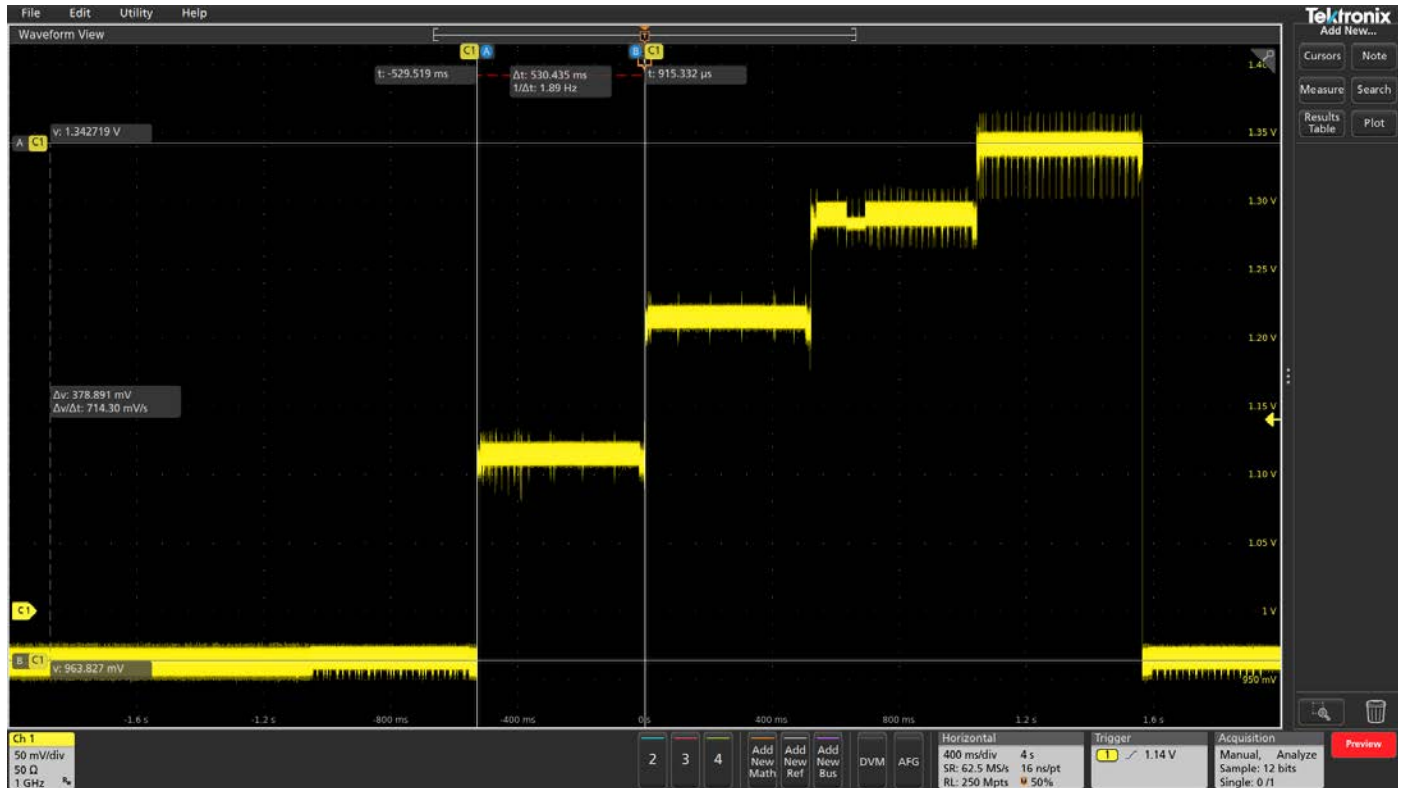 File Edit Utility Help
Tektronix
Waveform View
Add New...
C1 A B C1
T
1.40
t: -529.519 ms
Δt: 530.435 ms
1/Δt: 1.89 Hz
t: 915.332 µs
Cursors Note
Measure Search
Results Table Plot
v: 1.342719 V
A C1
1.35 V
1.30 V
1.25 V
1.20 V
Δv: 378.891 mV
Δv/Δt: 714.30 mV/s
1.15 V
1.10 V
1.05 V
C1
1 V
B C1
v: 963.827 mV
950 mV
-1.6 s -1.2 s -800 ms -400 ms 0 s 400 ms 800 ms 1.2 s 1.6 s
Ch 1
50 mV/div
50 Ω
1 GHz
2 3 4
Add New Math
Add New Ref
Add New Bus
DVM AFG
Horizontal
400 ms/div 4 s
SR: 62.5 MS/s 16 ns/pt
RL: 250 Mpts 50%
Trigger
1 1.14 V
Acquisition
Manual, Analyze
Sample: 12 bits
Single: 0 /1
Preview